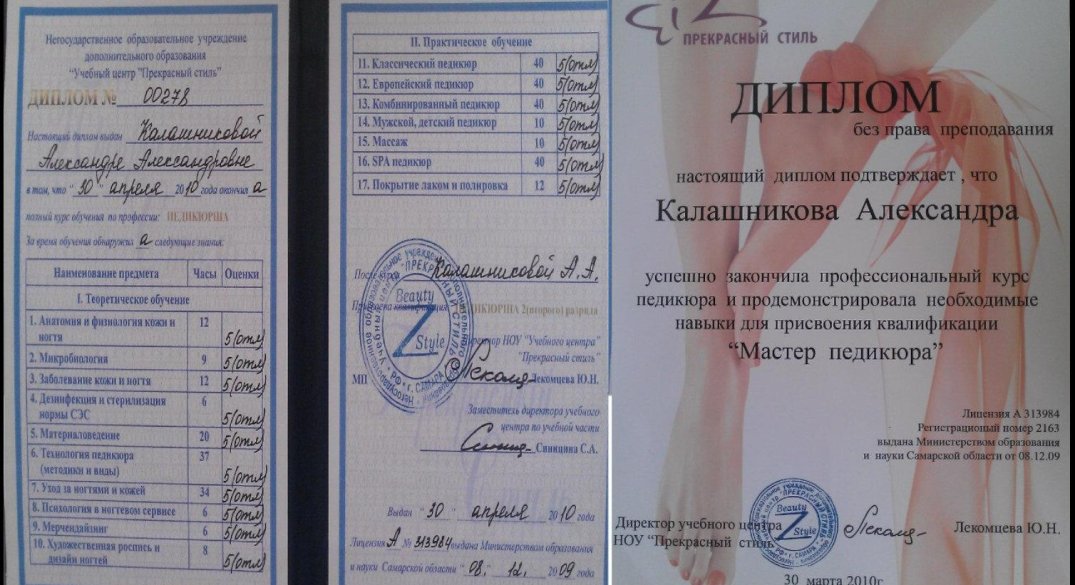 Негосударственное образовательное учреждение
дополнительного образования
"Учебный центр "Прекрасный стиль"
ДИПЛОМ № 00278
Настоящий диплом выдан Калашниковой
Александре Александровне
в том, что "30" апреля 2010 года окончил а
полный курс обучения по профессии: ПЕДИКЮРША
За время обучения обнаружил а следующие знания:
Наименование предмета Часы Оценки
I. Теоретическое обучение
1. Анатомия и физиология кожи и
ногтя 12 5(отл)
2. Микробиология 9 5(отл)
3. Заболевание кожи и ногтя 12 5(отл)
4. Дезинфекция и стерилизация
нормы СЭС 6 5(отл)
5. Материаловедение 20 5(отл)
6. Технология педикюра
(методики и виды) 37 5(отл)
7. Уход за ногтями и кожей 34 5(отл)
8. Психология в ногтевом сервисе 6 5(отл)
9. Мерчендайзинг 6 5(отл)
10. Художественная роспись и
дизайн ногтей 8 5(отл)
II. Практическое обучение
11. Классический педикюр 40 5(отл)
12. Европейский педикюр 40 5(отл)
13. Комбинированный педикюр 40 5(отл)
14. Мужской, детский педикюр 10 5(отл)
15. Массаж 10 5(отл)
16. SPA педикюр 40 5(отл)
17. Покрытие лаком и полировка 12 5(отл)
Калашниковой А.А.
квалификация ПЕДИКЮРША 2(второго) разряда
Директор НОУ "Учебного центра"
"Прекрасный стиль"
МП Лекомцева Ю.Н.
Beauty
Z
Style
Заместитель директора учебного
центра по учебной части
Синицина С.А.
Выдан "30" апреля 2010 года
Лицензия А № 313984 выдана Министерством образования
и науки Самарской области "08." 12. 2009 года
ПРЕКРАСНЫЙ СТИЛЬ
ДИПЛОМ
без права преподавания
настоящий диплом подтверждает , что
Калашникова Александра
успешно закончила профессиональный курс
педикюра и продемонстрировала необходимые
навыки для присвоения квалификации
"Мастер педикюра"
Лицензия А 313984
Регистрационый номер 2163
выдана Министерством образования
и науки Самарской области от 08.12.09
Директор учебного центра
НОУ "Прекрасный стиль" Лекомцева Ю.Н.
Beauty
Z
Style
30 марта 2010г.